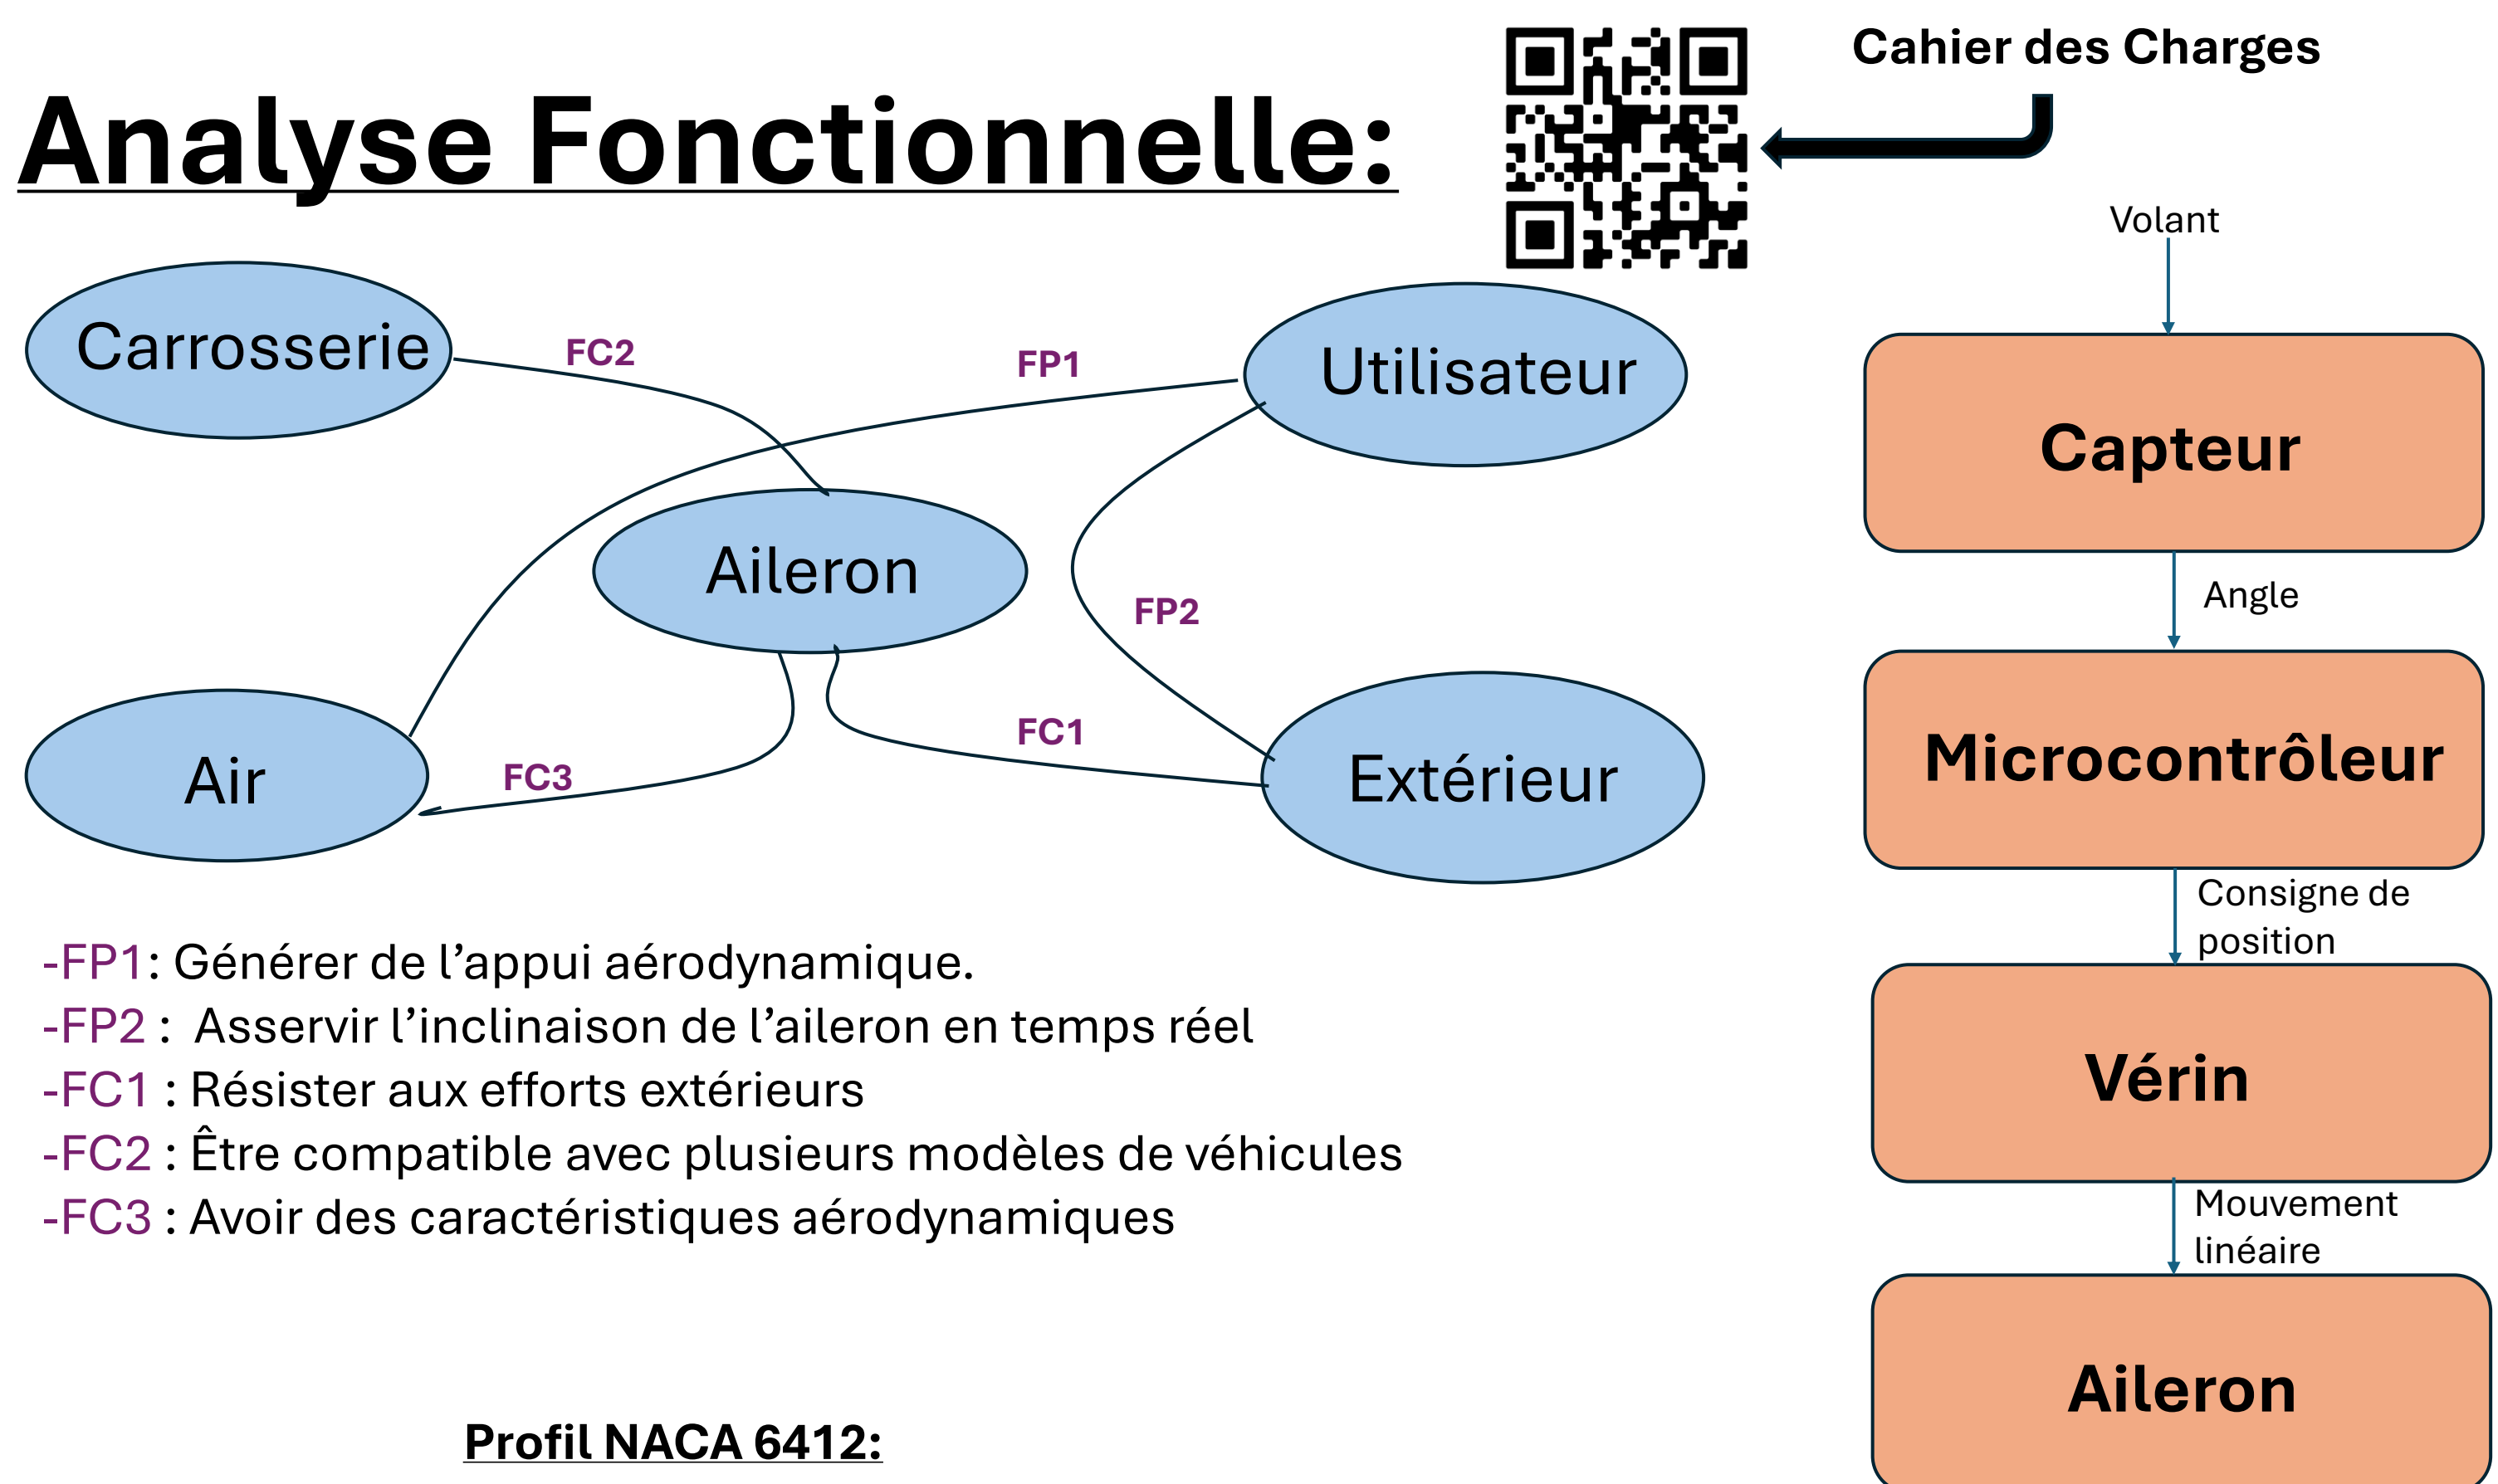 Cahier des Charges
Analyse Fonctionnelle:
Volant
Carrosserie
FC2
FP1
Utilisateur
Capteur
Aileron
Angle
FP2
Air
FC3
FC1
Extérieur
Microcontrôleur
Consigne de
position
-FP1: Générer de l’appui aérodynamique.
-FP2 :  Asservir l’inclinaison de l’aileron en temps réel
-FC1 : Résister aux efforts extérieurs
-FC2 : Être compatible avec plusieurs modèles de véhicules
-FC3 : Avoir des caractéristiques aérodynamiques
Vérin
Mouvement
linéaire
Aileron
Profil NACA 6412: